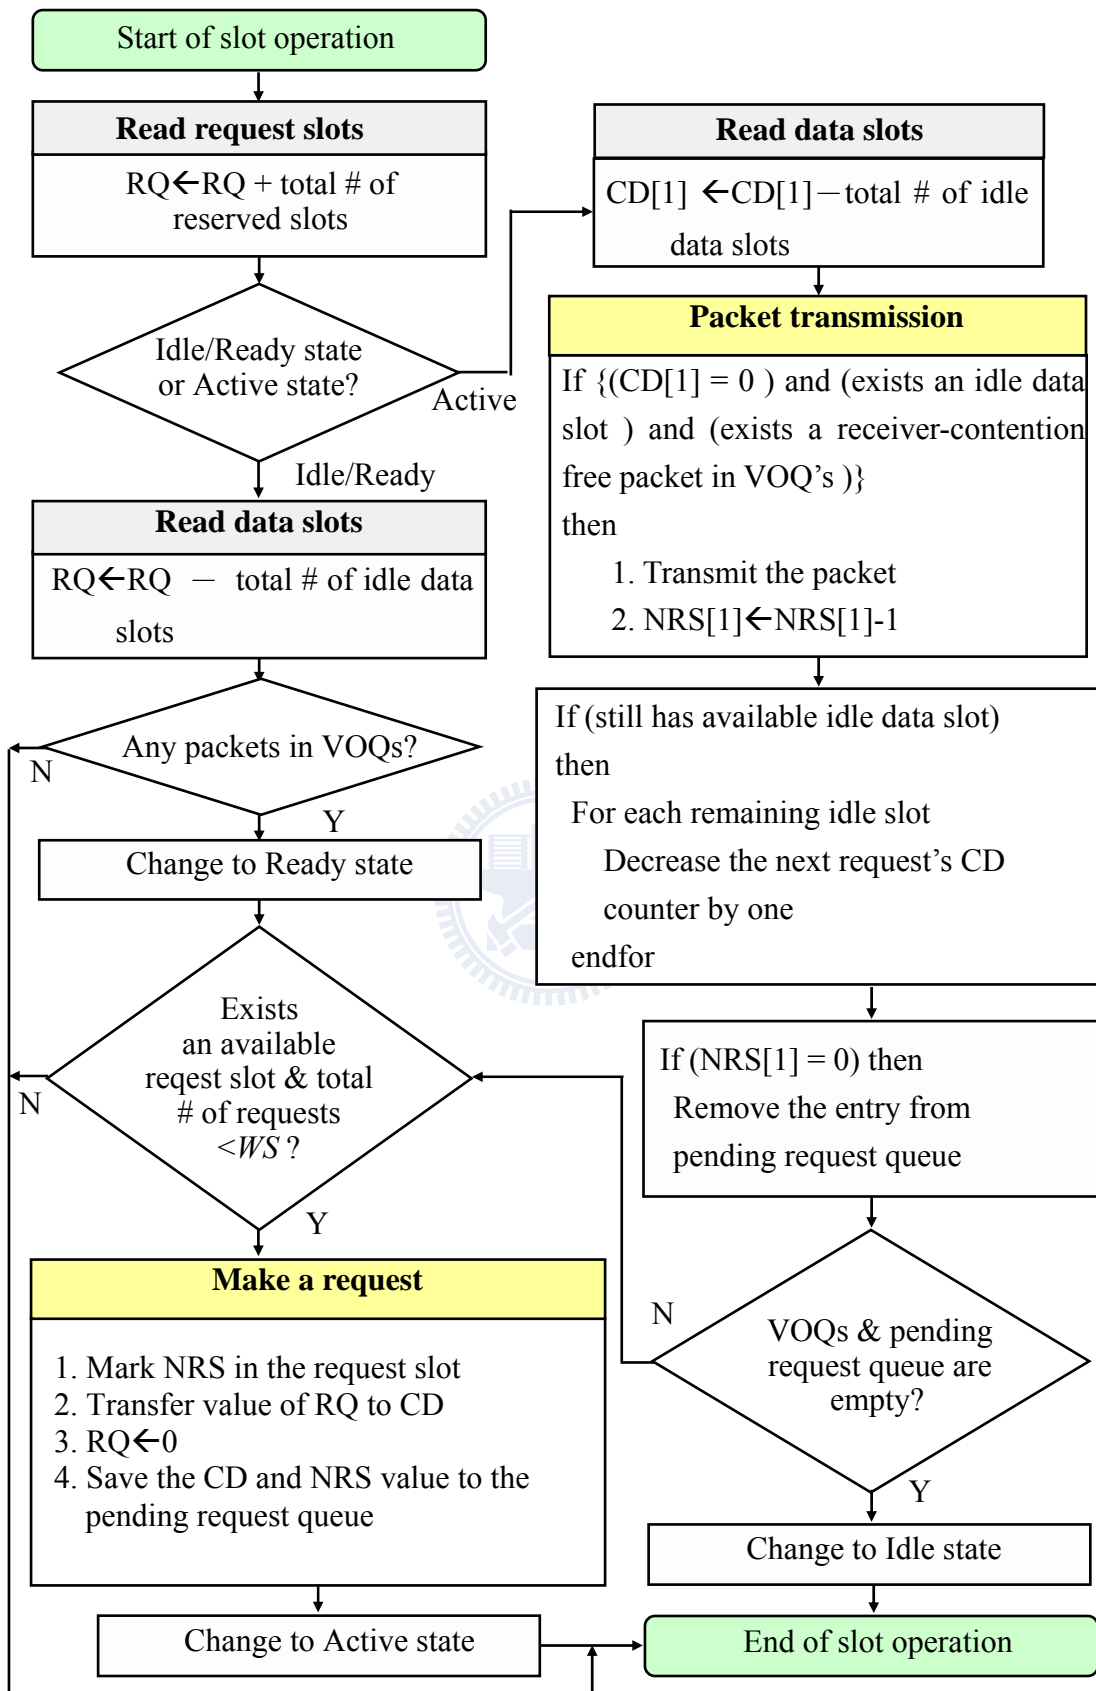 Start of slot operation
Read request slots
RQ←RQ + total # of
reserved slots
Idle/Ready state
or Active state?
Active
Idle/Ready
Read data slots
RQ←RQ － total # of idle data
slots
Any packets in VOQs?
N
Y
Change to Ready state
Exists
an available
reqest slot & total
# of requests
<WS ?
N
Y
Make a request
1. Mark NRS in the request slot
2. Transfer value of RQ to CD
3. RQ←0
4. Save the CD and NRS value to the
pending request queue
Change to Active state
Read data slots
CD[1] ←CD[1]－total # of idle
data slots
Packet transmission
If {(CD[1] = 0 ) and (exists an idle data
slot ) and (exists a receiver-contention
free packet in VOQ's )}
then
1. Transmit the packet
2. NRS[1]←NRS[1]-1
If (still has available idle data slot)
then
For each remaining idle slot
Decrease the next request's CD
counter by one
endfor
If (NRS[1] = 0) then
Remove the entry from
pending request queue
VOQs & pending
request queue are
empty?
N
Y
Change to Idle state
End of slot operation